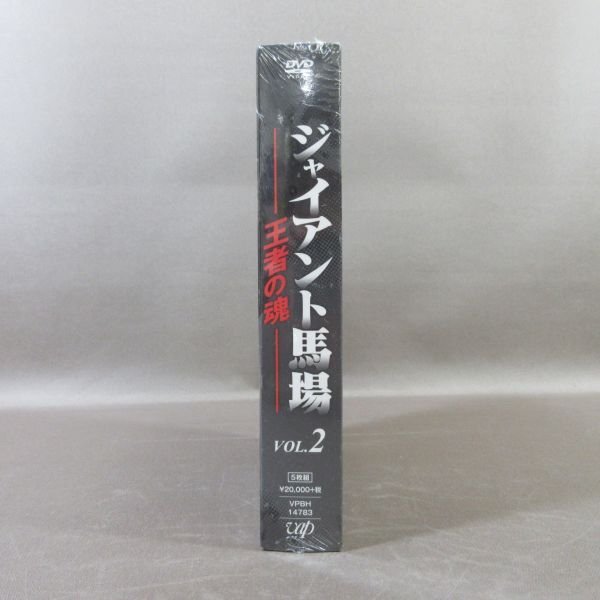 DVD
ジャイアント馬場
王者の魂
VOL.2
5枚組
¥20,000+税
VPBH
14783
vap